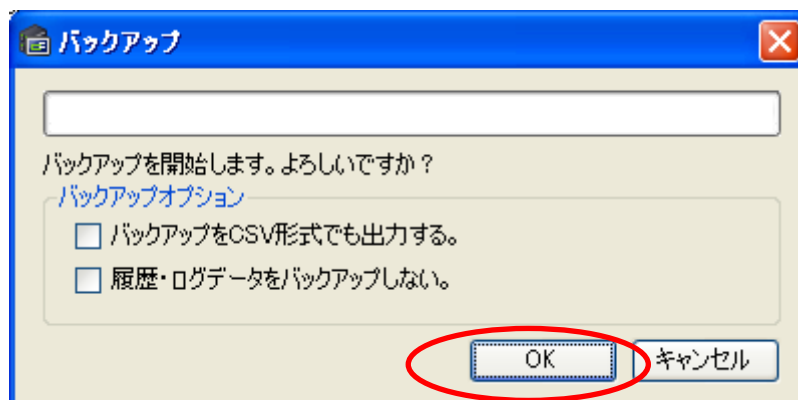 バックアップ
バックアップを開始します。よろしいですか？
バックアップオプション
バックアップをCSV形式でも出力する。
履歴・ログデータをバックアップしない。
OK キャンセル